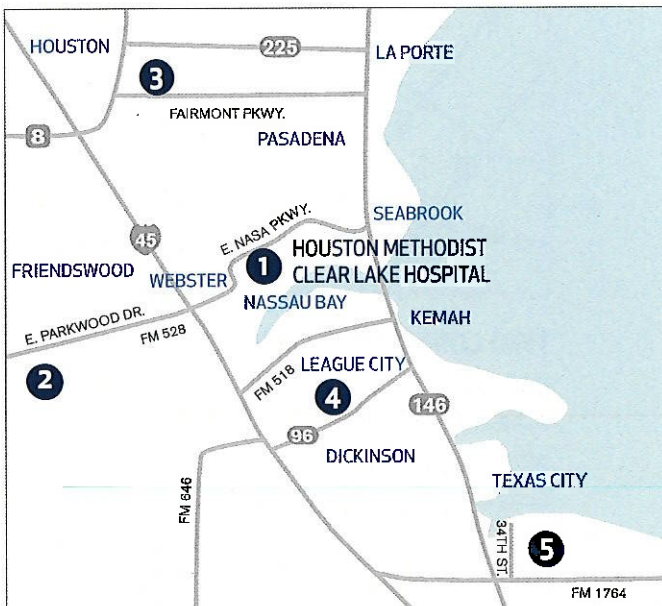 HOUSTON
225
LA PORTE
3
FAIRMONT PKWY.
8
PASADENA
SEABROOK
E. NASA PKWY.
45
1
HOUSTON METHODIST
CLEAR LAKE HOSPITAL
FRIENDSWOOD
WEBSTER
NASSAU BAY
KEMAH
E. PARKWOOD DR.
FM 528
2
LEAGUE CITY
FM 518
4
146
96
DICKINSON
TEXAS CITY
FM 646
34TH ST.
5
FM 1764